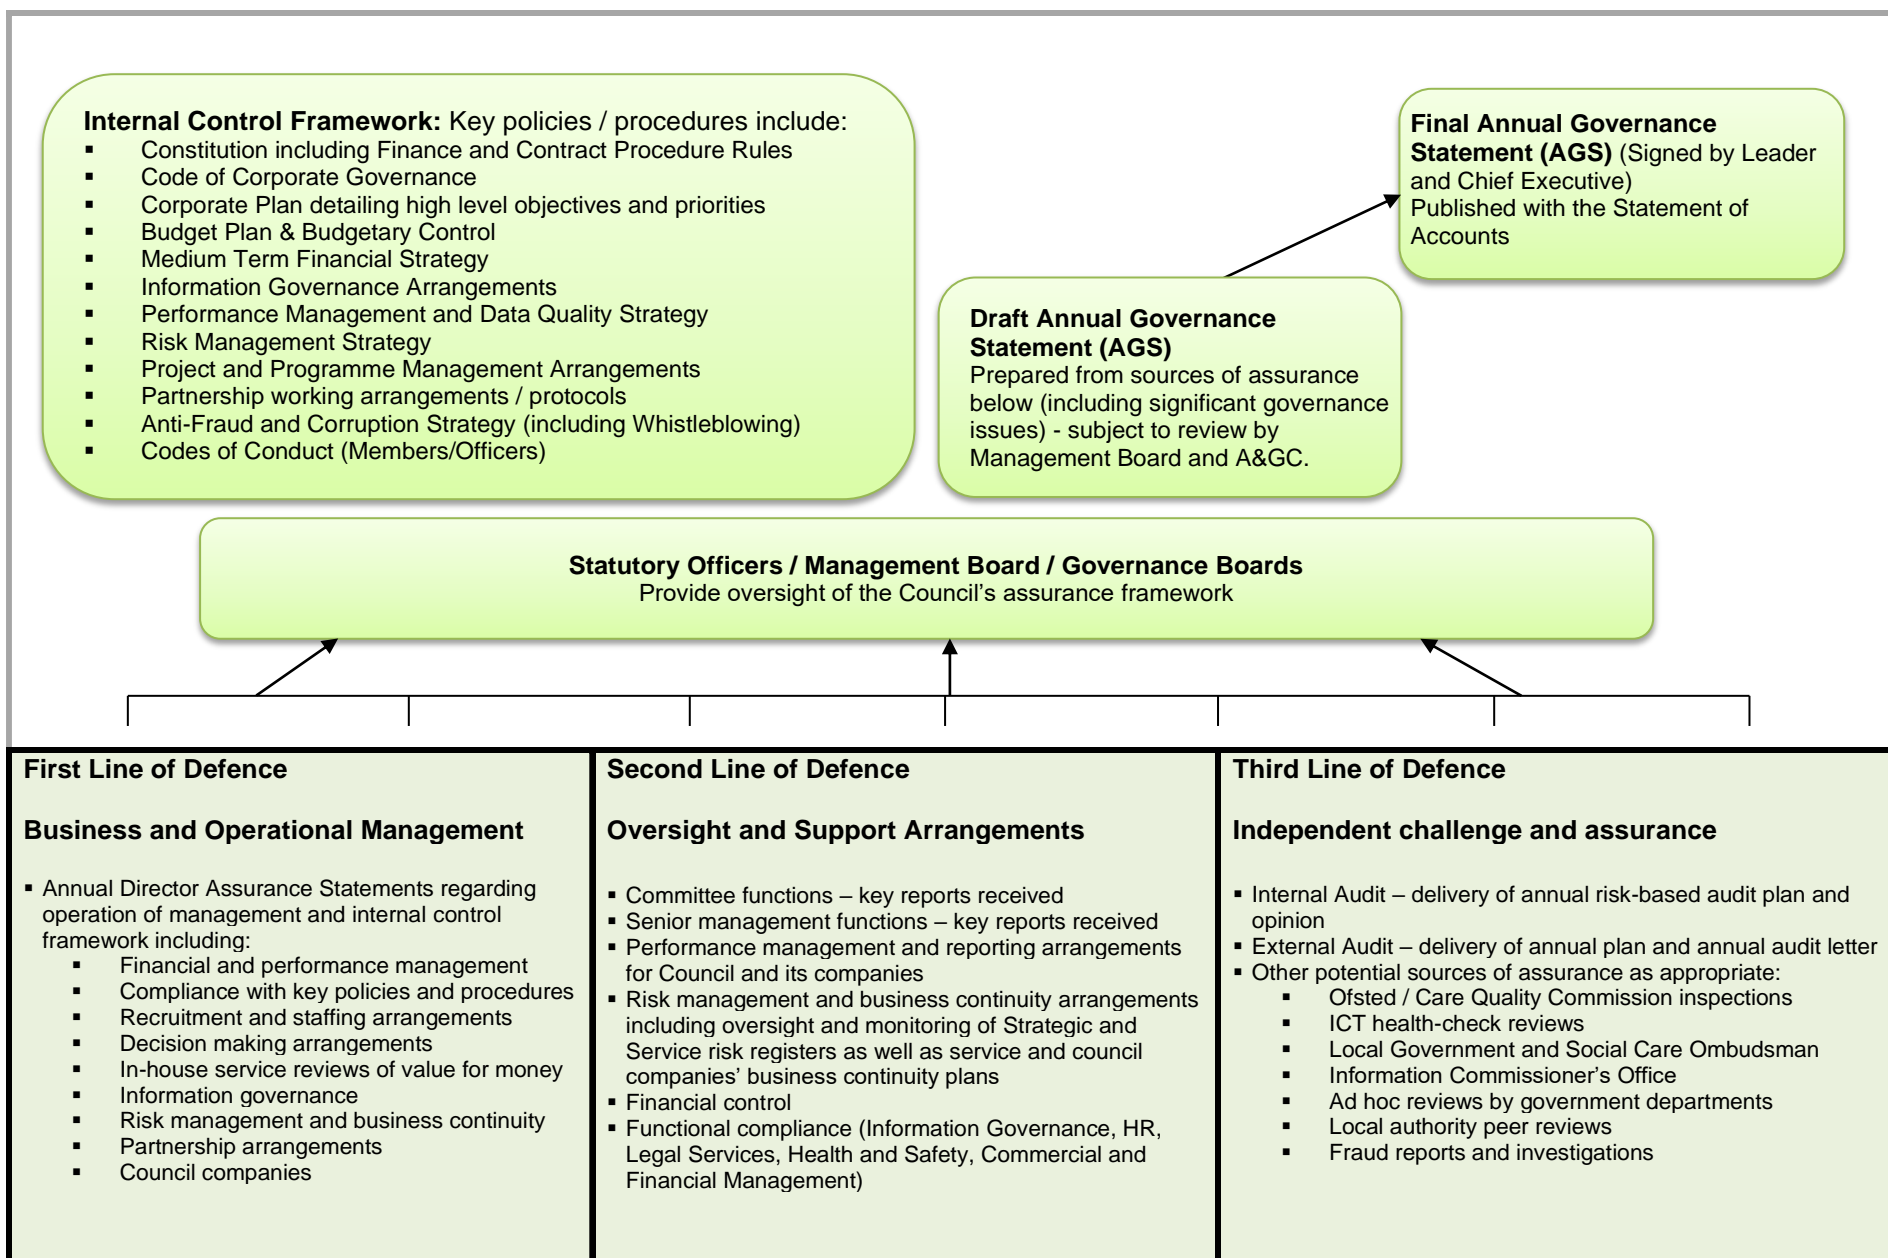 Internal Control Framework: Key policies / procedures include:
▪ Constitution including Finance and Contract Procedure Rules
▪ Code of Corporate Governance
▪ Corporate Plan detailing high level objectives and priorities
▪ Budget Plan & Budgetary Control
▪ Medium Term Financial Strategy
▪ Information Governance Arrangements
▪ Performance Management and Data Quality Strategy
▪ Risk Management Strategy
▪ Project and Programme Management Arrangements
▪ Partnership working arrangements / protocols
▪ Anti-Fraud and Corruption Strategy (including Whistleblowing)
▪ Codes of Conduct (Members/Officers)
Final Annual Governance
Statement (AGS) (Signed by Leader
and Chief Executive)
Published with the Statement of
Accounts
Draft Annual Governance
Statement (AGS)
Prepared from sources of assurance
below (including significant governance
issues) - subject to review by
Management Board and A&GC.
Statutory Officers / Management Board / Governance Boards
Provide oversight of the Council’s assurance framework
First Line of Defence
Business and Operational Management
▪ Annual Director Assurance Statements regarding
operation of management and internal control
framework including:
▪ Financial and performance management
▪ Compliance with key policies and procedures
▪ Recruitment and staffing arrangements
▪ Decision making arrangements
▪ In-house service reviews of value for money
▪ Information governance
▪ Risk management and business continuity
▪ Partnership arrangements
▪ Council companies
Second Line of Defence
Oversight and Support Arrangements
▪ Committee functions – key reports received
▪ Senior management functions – key reports received
▪ Performance management and reporting arrangements
for Council and its companies
▪ Risk management and business continuity arrangements
including oversight and monitoring of Strategic and
Service risk registers as well as service and council
companies’ business continuity plans
▪ Financial control
▪ Functional compliance (Information Governance, HR,
Legal Services, Health and Safety, Commercial and
Financial Management)
Third Line of Defence
Independent challenge and assurance
▪ Internal Audit – delivery of annual risk-based audit plan and
opinion
▪ External Audit – delivery of annual plan and annual audit letter
▪ Other potential sources of assurance as appropriate:
▪ Ofsted / Care Quality Commission inspections
▪ ICT health-check reviews
▪ Local Government and Social Care Ombudsman
▪ Information Commissioner’s Office
▪ Ad hoc reviews by government departments
▪ Local authority peer reviews
▪ Fraud reports and investigations